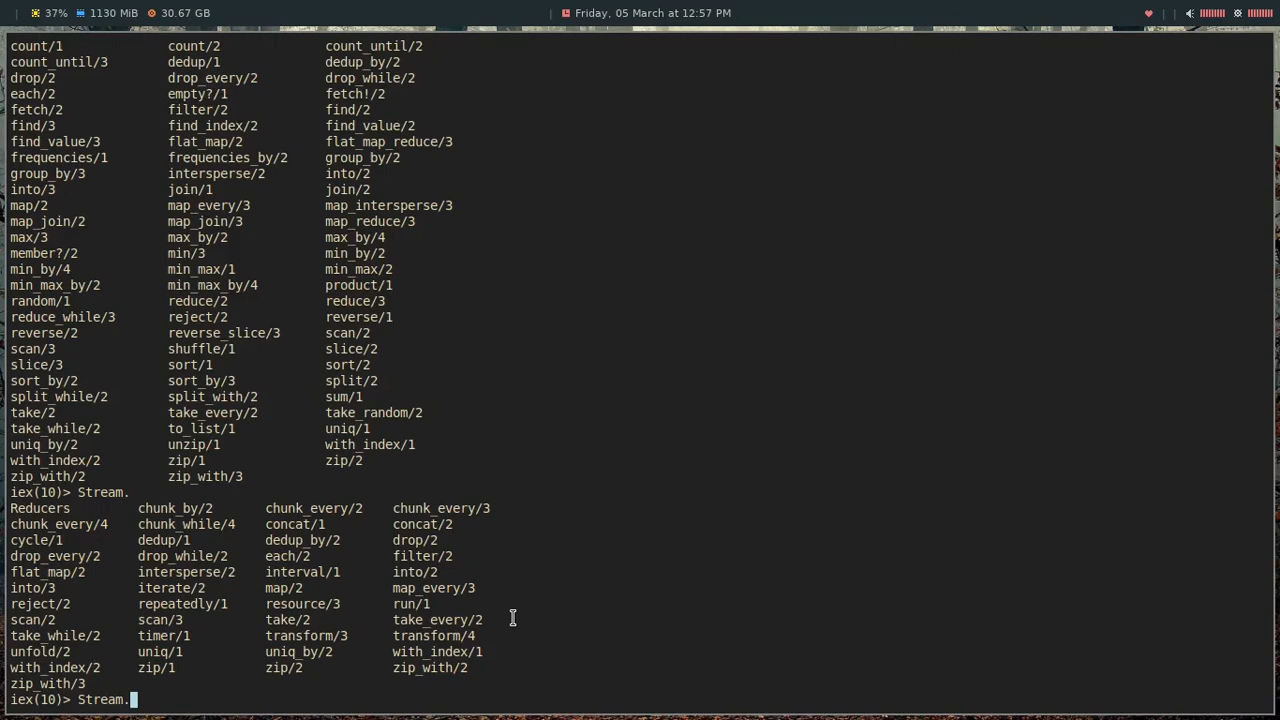 37% 1130 MiB 30.67 GB Friday, 05 March at 12:57 PM
count/1 count/2 count_until/2
count_until/3 dedup/1 dedup_by/2
drop/2 drop_every/2 drop_while/2
each/2 empty?/1 fetch!/2
fetch/2 filter/2 find/2
find/3 find_index/2 find_value/2
find_value/3 flat_map/2 flat_map_reduce/3
frequencies/1 frequencies_by/2 group_by/2
group_by/3 intersperse/2 into/2
into/3 join/1 join/2
map/2 map_every/3 map_intersperse/3
map_join/2 map_join/3 map_reduce/3
max/3 max_by/2 max_by/4
member?/2 min/3 min_by/2
min_by/4 min_max/1 min_max/2
min_max_by/2 min_max_by/4 product/1
random/1 reduce/2 reduce/3
reduce_while/3 reject/2 reverse/1
reverse/2 reverse_slice/3 scan/2
scan/3 shuffle/1 slice/2
slice/3 sort/1 sort/2
sort_by/2 sort_by/3 split/2
split_while/2 split_with/2 sum/1
take/2 take_every/2 take_random/2
take_while/2 to_list/1 uniq/1
uniq_by/2 unzip/1 with_index/1
with_index/2 zip/1 zip/2
zip_with/2 zip_with/3
iex(10)> Stream.
Reducers chunk_by/2 chunk_every/2 chunk_every/3
chunk_every/4 chunk_while/4 concat/1 concat/2
cycle/1 dedup/1 dedup_by/2 drop/2
drop_every/2 drop_while/2 each/2 filter/2
flat_map/2 intersperse/2 interval/1 into/2
into/3 iterate/2 map/2 map_every/3
reject/2 repeatedly/1 resource/3 run/1
scan/2 scan/3 take/2 take_every/2
take_while/2 timer/1 transform/3 transform/4
unfold/2 uniq/1 uniq_by/2 with_index/1
with_index/2 zip/1 zip/2 zip_with/2
zip_with/3
iex(10)> Stream.